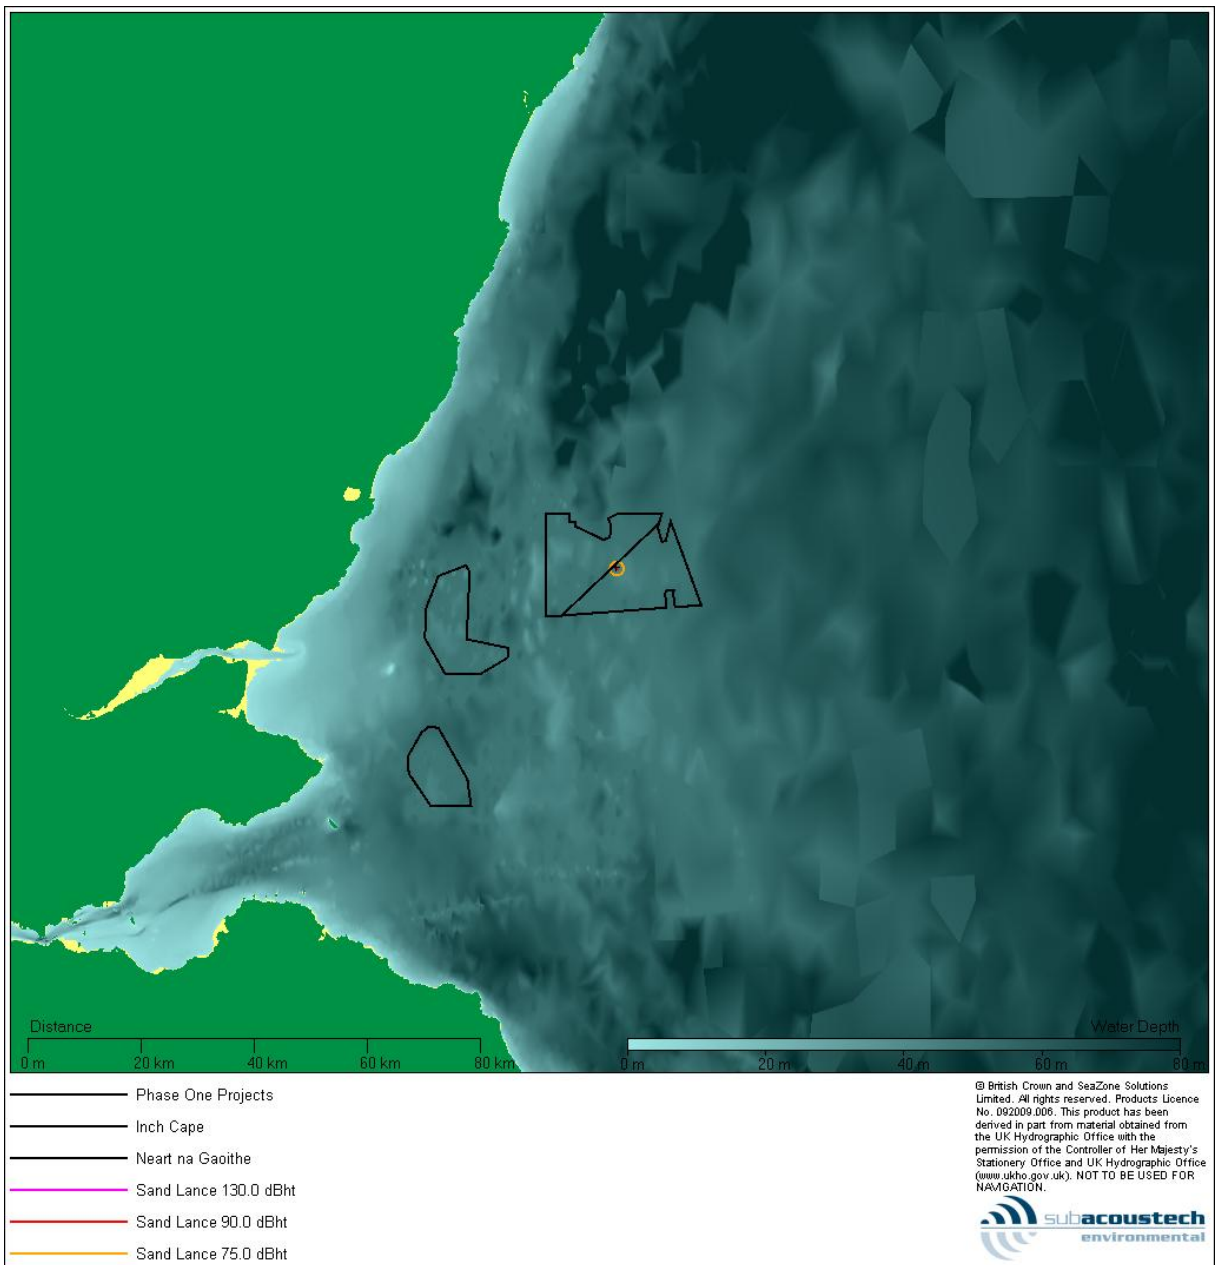 Distance
0 m 20 km 40 km 60 km 80 km
Water Depth
0 m 20 m 40 m 60 m 80 m
Phase One Projects
Inch Cape
Neart na Gaoithe
Sand Lance 130.0 dBht
Sand Lance 90.0 dBht
Sand Lance 75.0 dBht
© British Crown and SeaZone Solutions
Limited. All rights reserved. Products Licence
No. 092009.006. This product has been
derived in part from material obtained from
the UK Hydrographic Office with the
permission of the Controller of Her Majesty's
Stationery Office and UK Hydrographic Office
(www.ukho.gov.uk). NOT TO BE USED FOR
NAVIGATION.
subacoustech
environmental